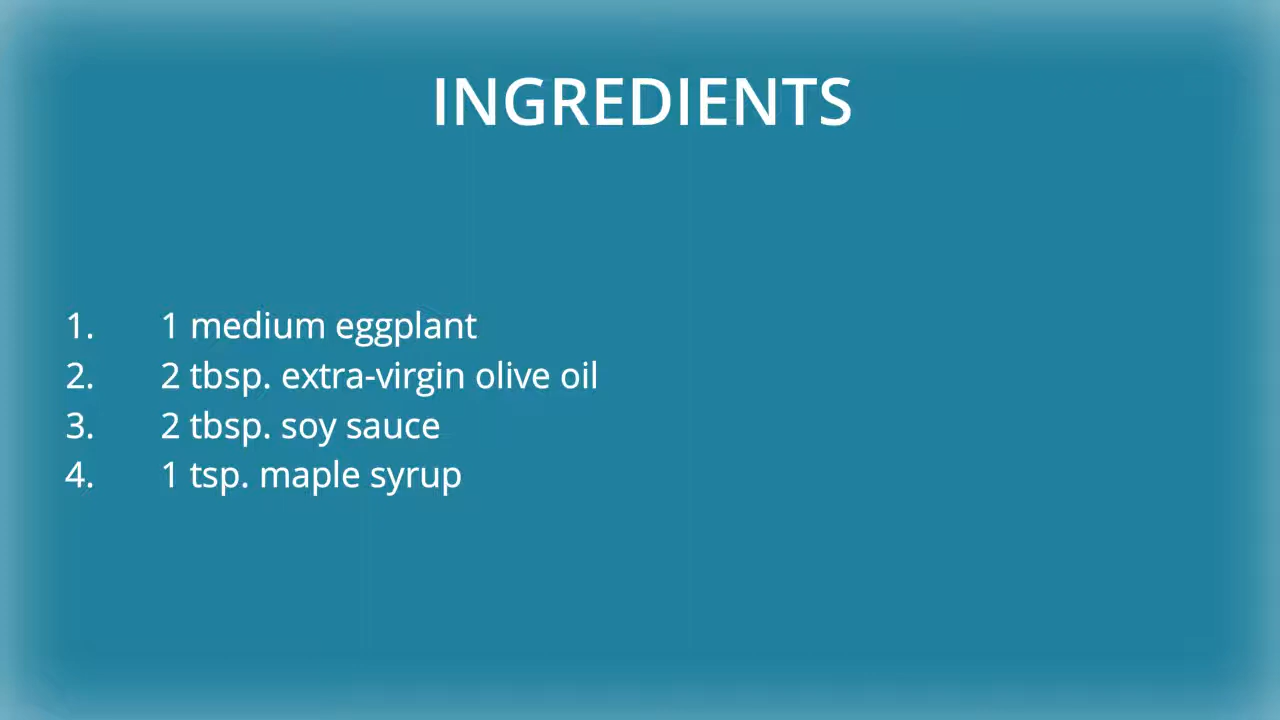 INGREDIENTS
1. 1 medium eggplant
2. 2 tbsp. extra-virgin olive oil
3. 2 tbsp. soy sauce
4. 1 tsp. maple syrup